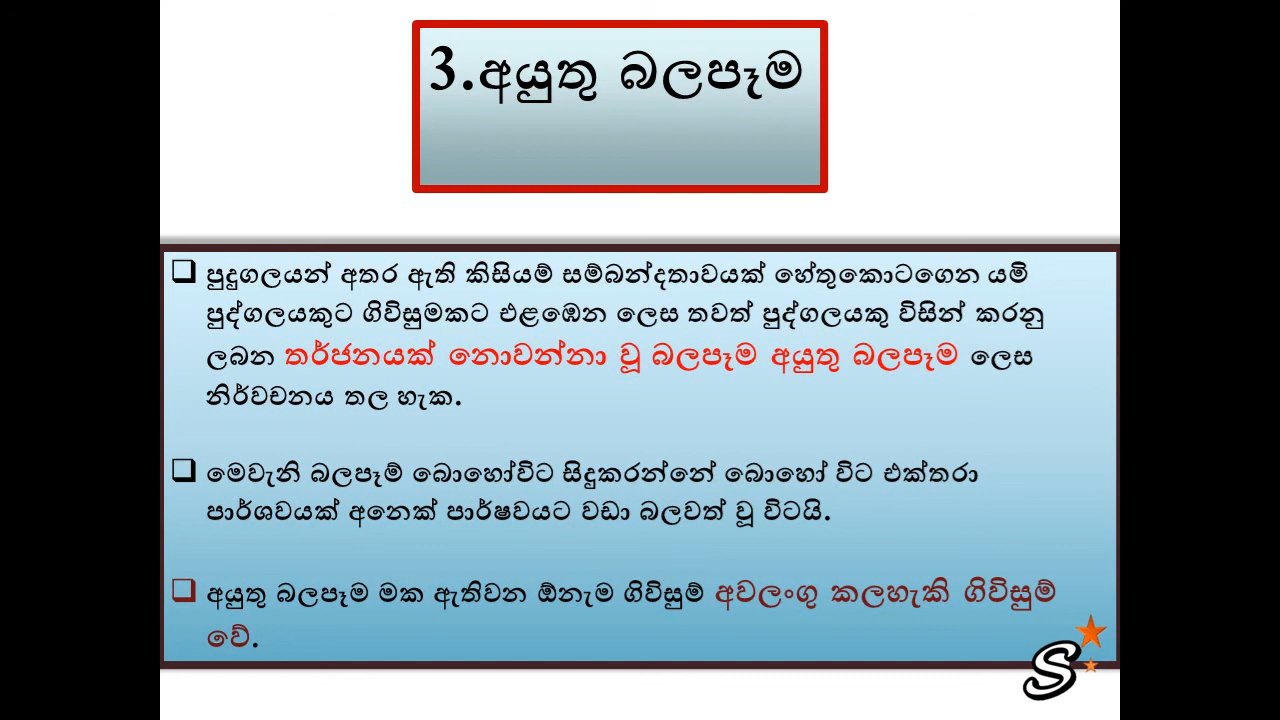 3.අයුතු බලපෑම
❑ පුදුගලයන් අතර ඇති කිසියම් සම්බන්දතාවයක් හේතුකොටගෙන යම්
පුද්ගලයකුට ගිවිසුමකට එළඹෙන ලෙස තවත් පුද්ගලයකු විසින් කරනු
ලබන තර්ජනයක් නොවන්නා වූ බලපෑම අයුතු බලපෑම ලෙස
නිර්වචනය තල හැක.
❑ මෙවැනි බලපෑම් බොහෝවිට සිදුකරන්නේ බොහෝ විට එක්තරා
පාර්ශවයක් අනෙක් පාර්ෂවයට වඩා බලවත් වූ විටයි.
❑ අයුතු බලපෑම මක ඇතිවන ඕනැම ගිවිසුම් අවලංගු කලහැකි ගිවිසුම්
වේ.
S